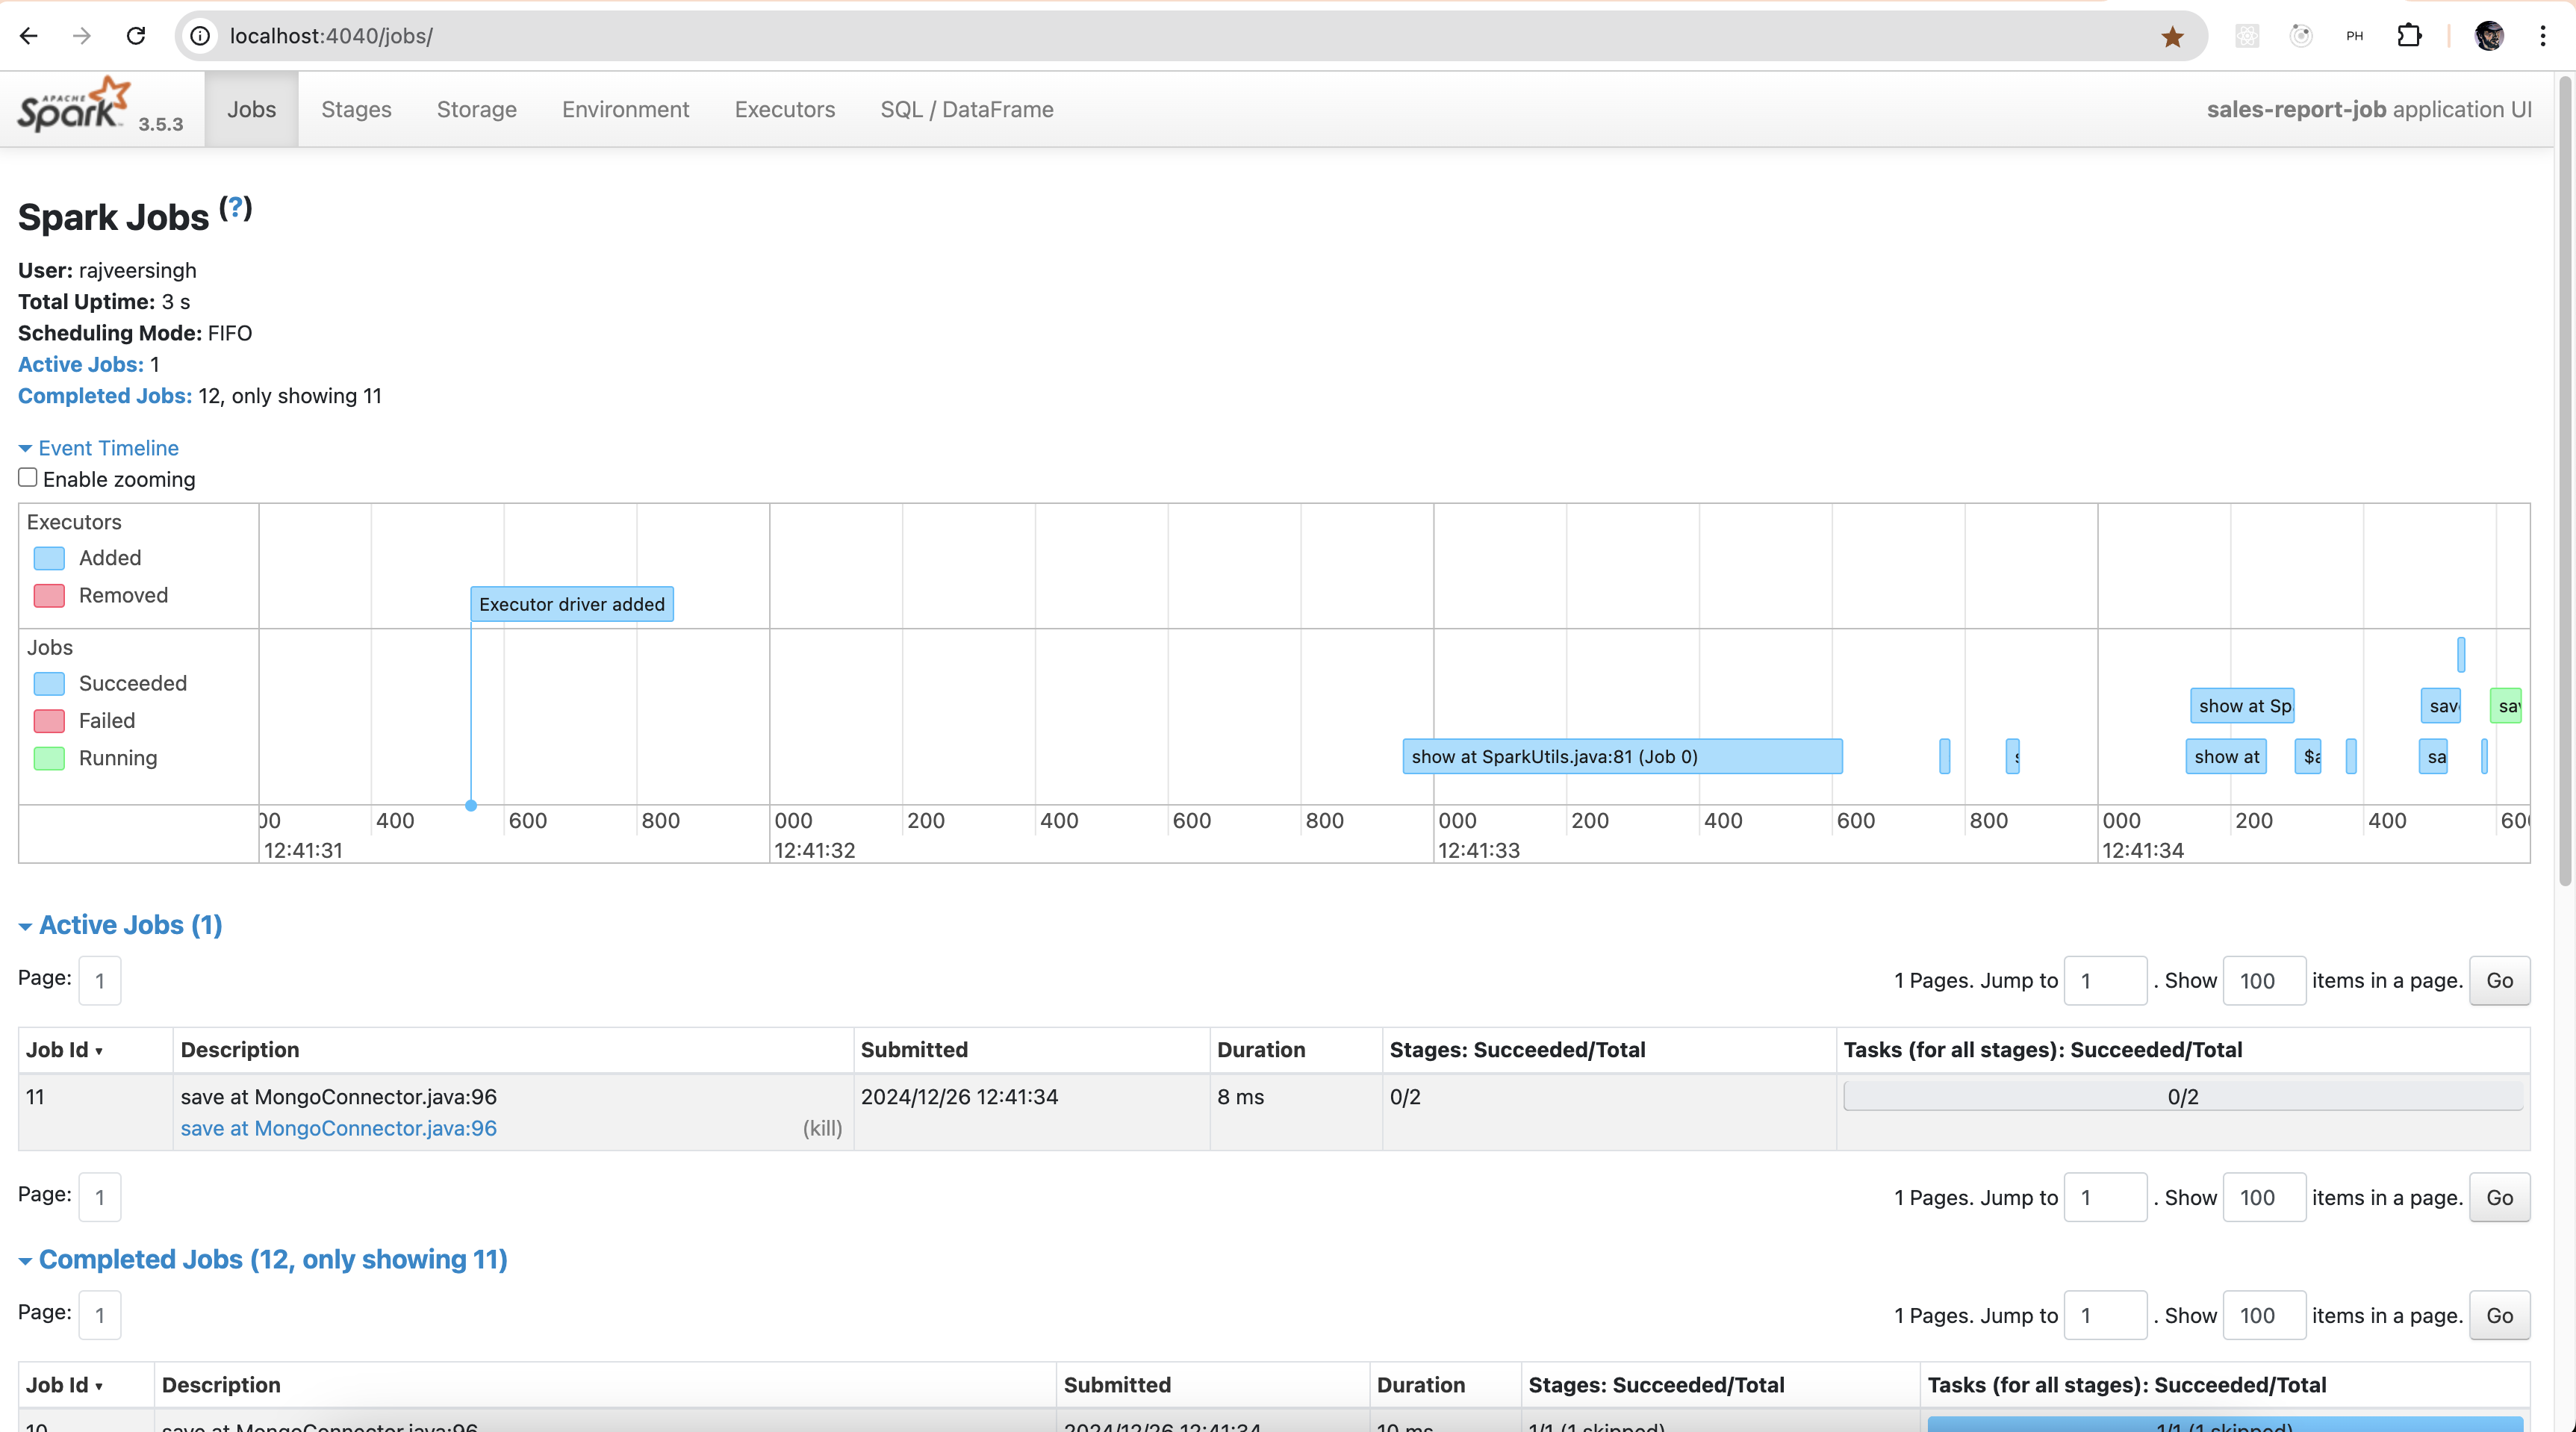 localhost:4040/jobs/
PH
APACHE
Spark 3.5.3
Jobs
Stages
Storage
Environment
Executors
SQL / DataFrame
sales-report-job application UI
Spark Jobs (?)
User: rajveersingh
Total Uptime: 3 s
Scheduling Mode: FIFO
Active Jobs: 1
Completed Jobs: 12, only showing 11
Event Timeline
Enable zooming
Executors
Added
Removed
Executor driver added
Jobs
Succeeded
Failed
Running
show at Sp
sav
sav
show at SparkUtils.java:81 (Job 0)
show at
sa
00 400 600 800 000 200 400 600 800 000 200 400 600 800 000 200 400 600
12:41:31 12:41:32 12:41:33 12:41:34
Active Jobs (1)
Page: 1
1 Pages. Jump to 1 . Show 100 items in a page. Go
Job Id ▾ Description Submitted Duration Stages: Succeeded/Total Tasks (for all stages): Succeeded/Total
11 save at MongoConnector.java:96 2024/12/26 12:41:34 8 ms 0/2 0/2
save at MongoConnector.java:96 (kill)
Page: 1
1 Pages. Jump to 1 . Show 100 items in a page. Go
Completed Jobs (12, only showing 11)
Page: 1
1 Pages. Jump to 1 . Show 100 items in a page. Go
Job Id ▾ Description Submitted Duration Stages: Succeeded/Total Tasks (for all stages): Succeeded/Total
10 save at MongoConnector.java:96 2024/12/26 12:41:34 10 ms 1/1 (1 skipped) 1/1 (1 skipped)